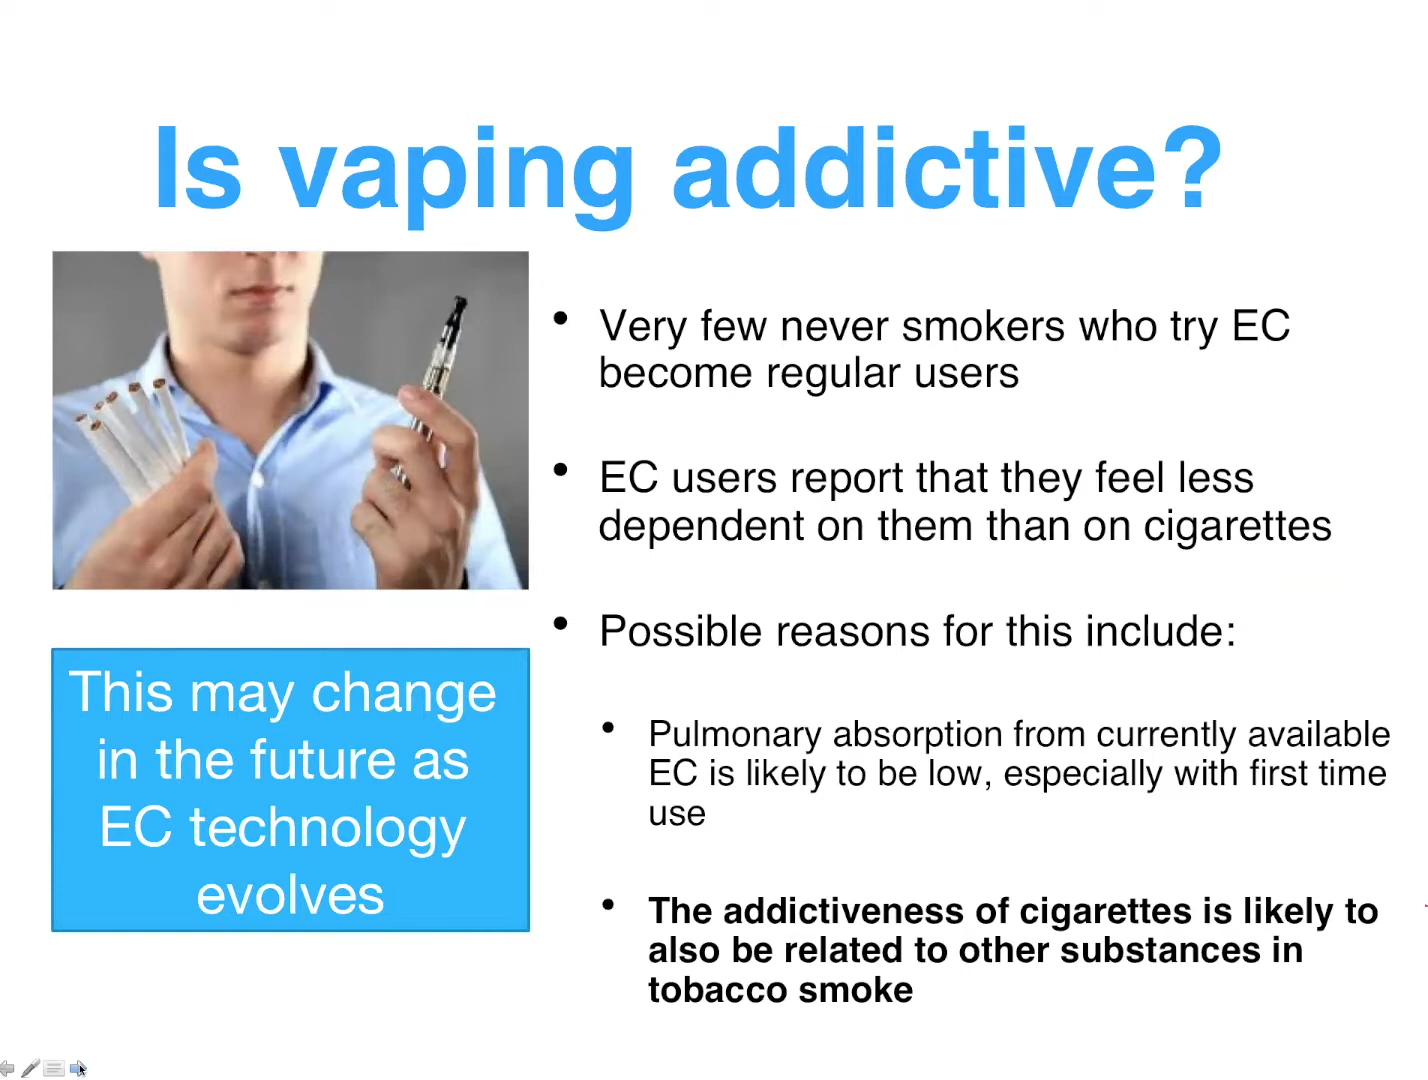 Is vaping addictive?
• Very few never smokers who try EC
become regular users
• EC users report that they feel less
dependent on them than on cigarettes
• Possible reasons for this include:
• Pulmonary absorption from currently available
EC is likely to be low, especially with first time
use
• The addictiveness of cigarettes is likely to
also be related to other substances in
tobacco smoke
This may change
in the future as
EC technology
evolves